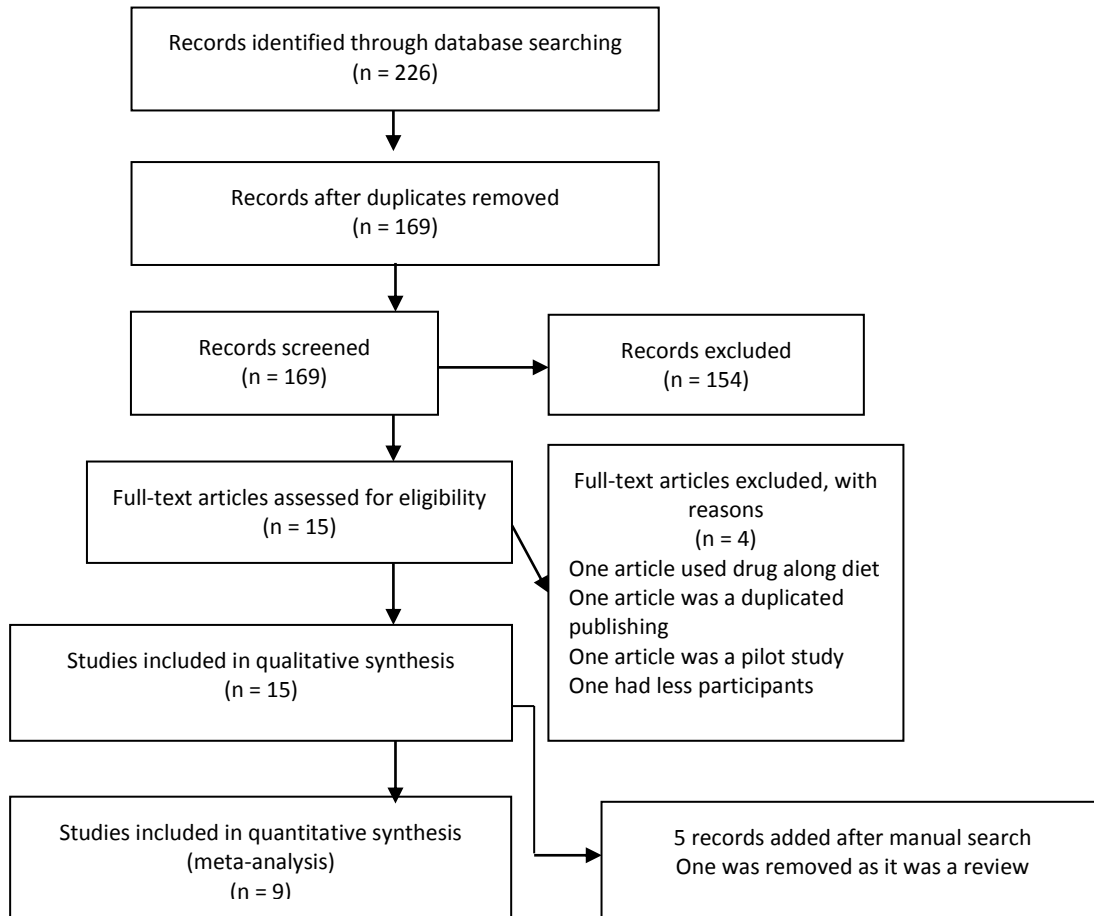 Records identified through database searching
(n = 226)
Records after duplicates removed
(n = 169)
Records screened
(n = 169)
Records excluded
(n = 154)
Full-text articles assessed for eligibility
(n = 15)
Full-text articles excluded, with
reasons
(n = 4)
One article used drug along diet
One article was a duplicated
publishing
One article was a pilot study
One had less participants
Studies included in qualitative synthesis
(n = 15)
Studies included in quantitative synthesis
(meta-analysis)
(n = 9)
5 records added after manual search
One was removed as it was a review